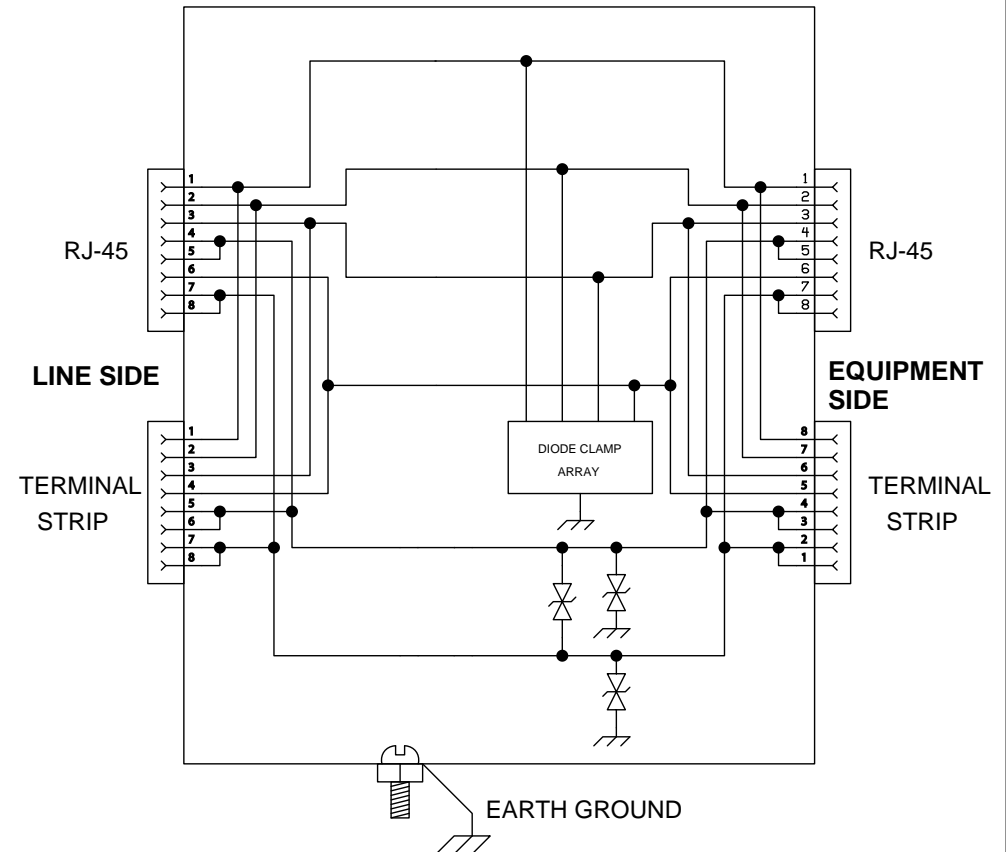 1
2
3
4
5
6
7
8
RJ-45
1
2
3
4
5
6
7
8
RJ-45
LINE SIDE
EQUIPMENT
SIDE
1
2
3
4
5
6
7
8
TERMINAL
STRIP
DIODE CLAMP
ARRAY
8
7
6
5
4
3
2
1
TERMINAL
STRIP
EARTH GROUND